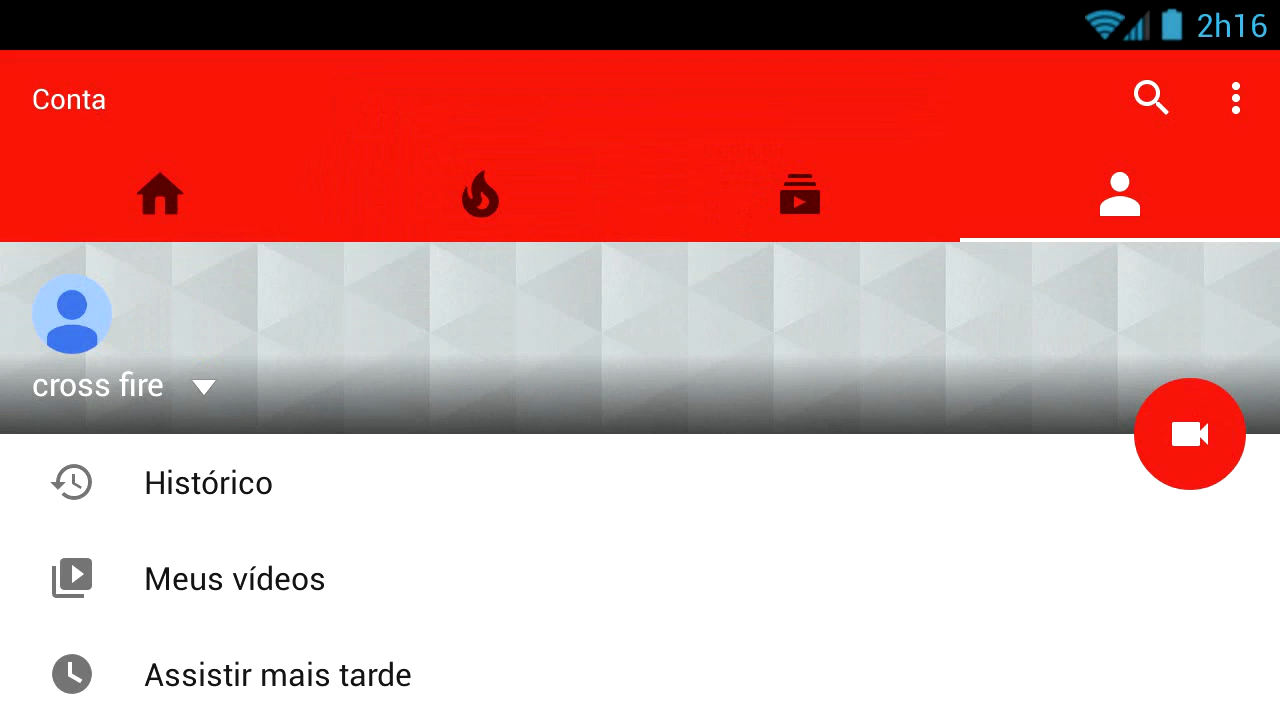 2h16
Conta
cross fire
Histórico
Meus vídeos
Assistir mais tarde